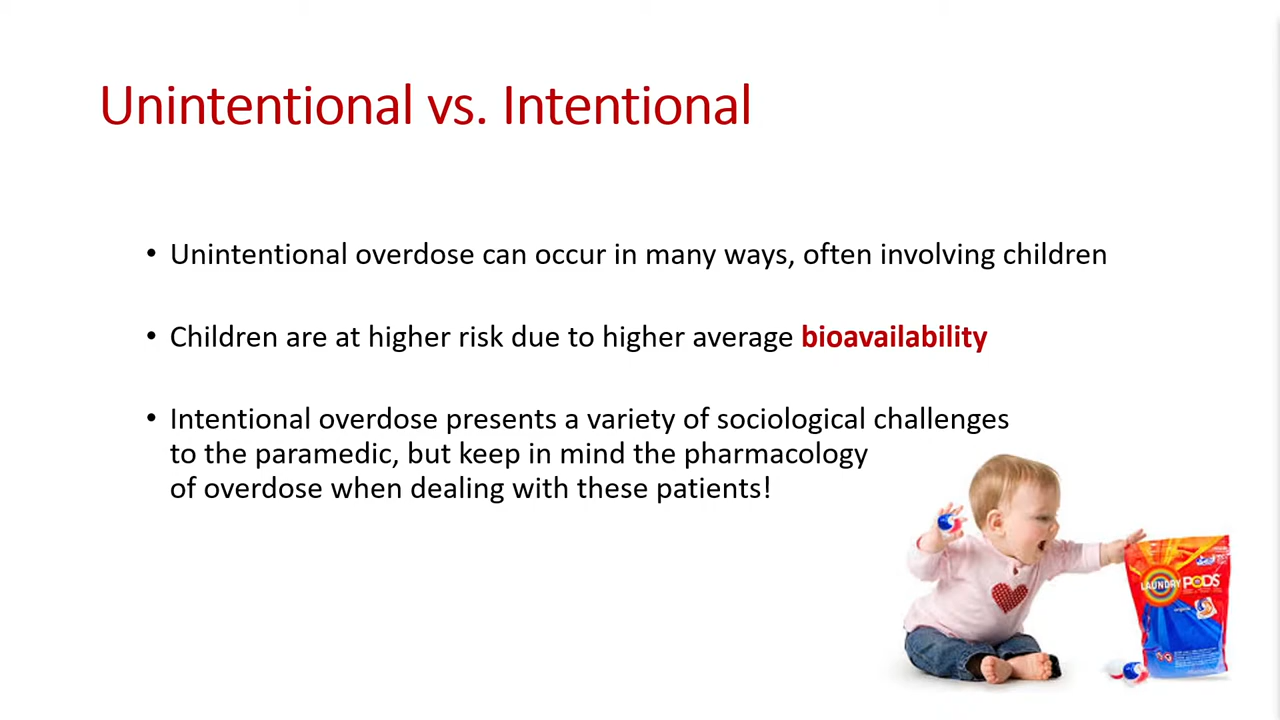 Unintentional vs. Intentional
• Unintentional overdose can occur in many ways, often involving children
• Children are at higher risk due to higher average bioavailability
• Intentional overdose presents a variety of sociological challenges
to the paramedic, but keep in mind the pharmacology
of overdose when dealing with these patients!
LAUNDRY PODS